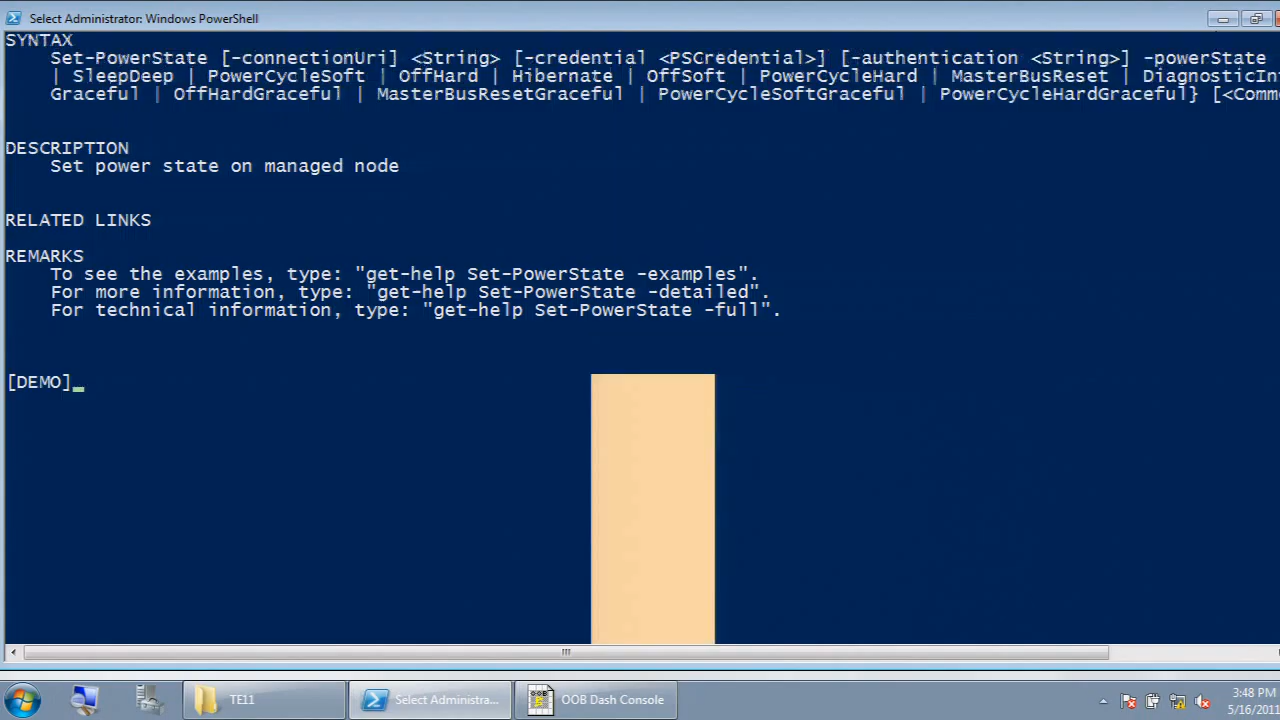 Select Administrator: Windows PowerShell
SYNTAX
Set-PowerState [-connectionUri] <String> [-credential <PSCredential>] [-authentication <String>] -powerState
| SleepDeep | PowerCycleSoft | OffHard | Hibernate | OffSoft | PowerCycleHard | MasterBusReset | DiagnosticIn
Graceful | OffHardGraceful | MasterBusResetGraceful | PowerCycleSoftGraceful | PowerCycleHardGraceful} [<Comm
DESCRIPTION
Set power state on managed node
RELATED LINKS
REMARKS
To see the examples, type: "get-help Set-PowerState -examples".
For more information, type: "get-help Set-PowerState -detailed".
For technical information, type: "get-help Set-PowerState -full".
[DEMO]
TE11
Select Administra...
OOB Dash Console
3:48 PM
5/16/2011